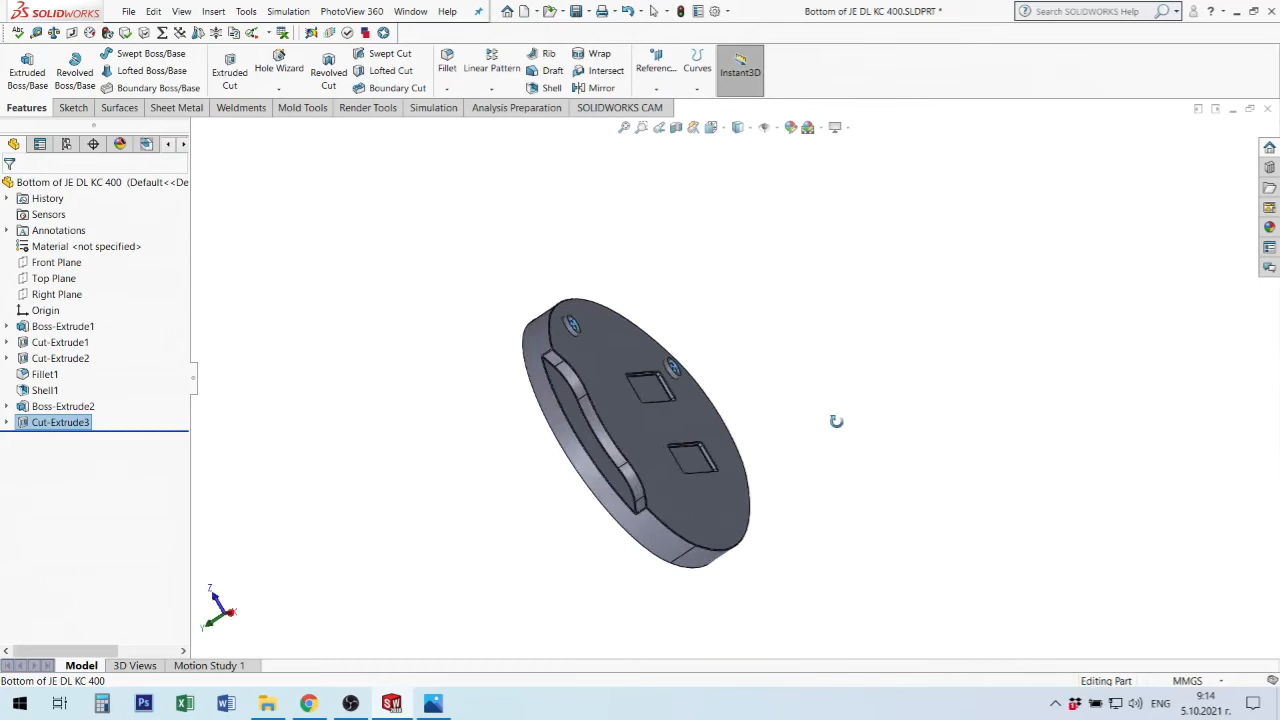 SOLIDWORKS File Edit View Insert Tools Simulation PhotoView 360 Window Help Bottom of JE DL KC 400.SLDPRT * Search SOLIDWORKS Help ?
Extruded Boss/Base
Revolved Boss/Base
Swept Boss/Base
Lofted Boss/Base
Boundary Boss/Base
Extruded Cut
Hole Wizard
Revolved Cut
Swept Cut
Lofted Cut
Boundary Cut
Fillet
Linear Pattern
Rib
Draft
Shell
Wrap
Intersect
Mirror
Referenc...
Curves
Instant3D
Features Sketch Surfaces Sheet Metal Weldments Mold Tools Render Tools Simulation Analysis Preparation SOLIDWORKS CAM
Bottom of JE DL KC 400 (Default<<De
History
Sensors
Annotations
Material <not specified>
Front Plane
Top Plane
Right Plane
Origin
Boss-Extrude1
Cut-Extrude1
Cut-Extrude2
Fillet1
Shell1
Boss-Extrude2
Cut-Extrude3
Z
X
Y
Model 3D Views Motion Study 1
Bottom of JE DL KC 400 Editing Part MMGS
ENG 9:14
5.10.2021 г.